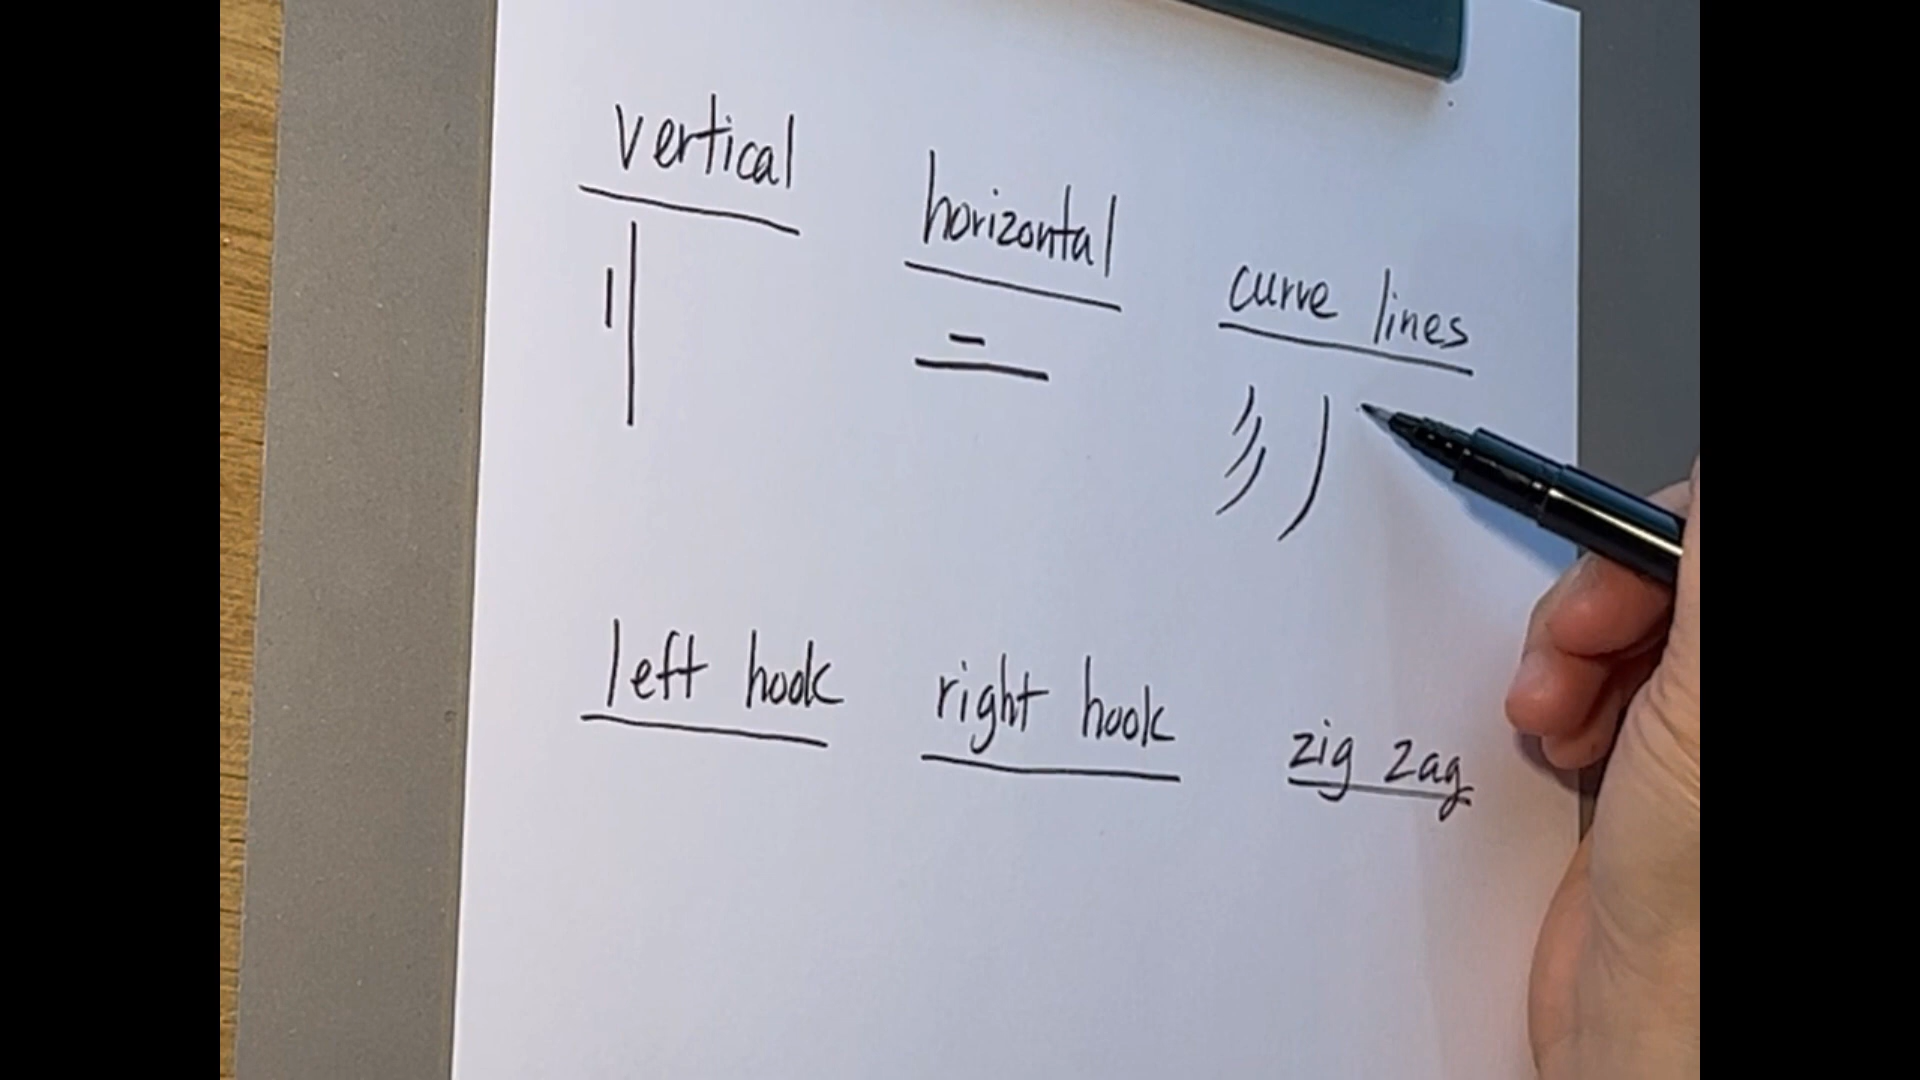 vertical
horizontal
curve lines
left hook
right hook
zig zag